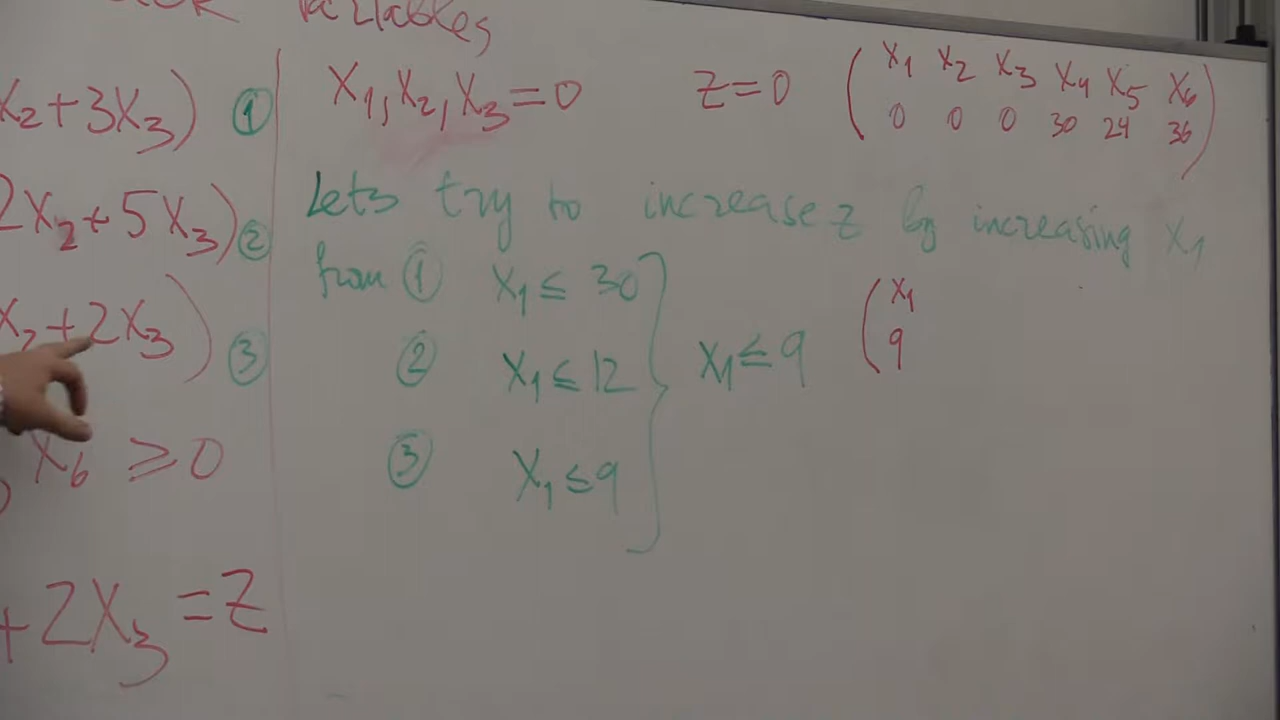 variables
x₂+3x₃) ①
2x₂+5x₃) ②
x₂+2x₃) ③
x₆ ≥ 0
+2x₃ = z
x₁,x₂,x₃=0 z=0 ( x₁ x₂ x₃ x₄ x₅ x₆ )
0 0 0 30 24 36
Lets try to increase z by increasing x₁
from ① x₁ ≤ 30
② x₁ ≤ 12 } x₁ ≤ 9 ( x₁
9
③ x₁ ≤ 9